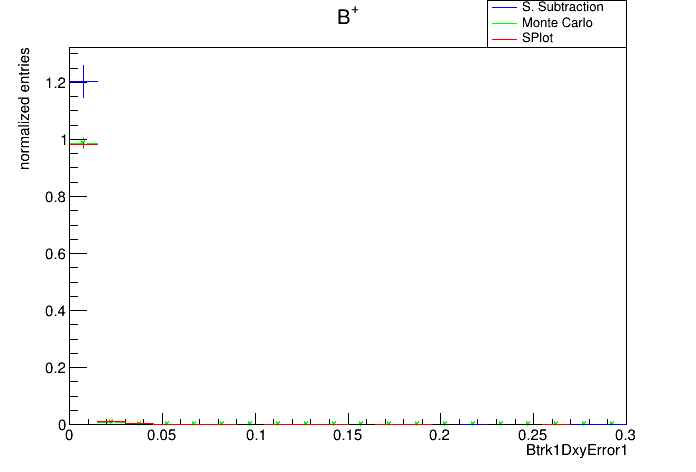 B+
S. Subtraction
Monte Carlo
SPlot
normalized entries
1.2
1
0.8
0.6
0.4
0.2
0
0 0.05 0.1 0.15 0.2 0.25 0.3
Btrk1DxyError1